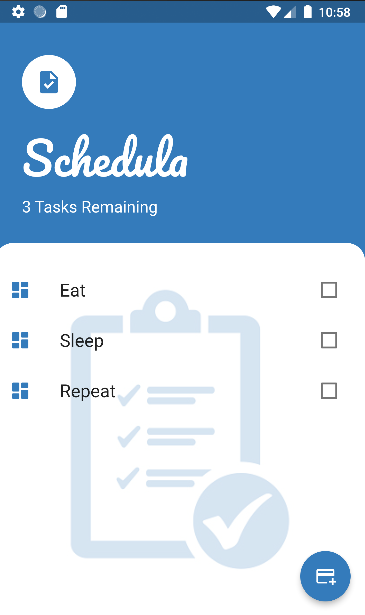 10:58
Schedula
3 Tasks Remaining
Eat
Sleep
Repeat